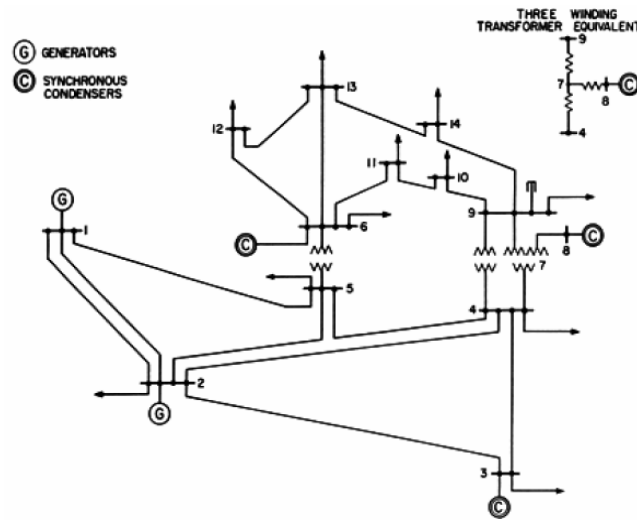 THREE WINDING
TRANSFORMER EQUIVALENT
9
7
C
8
4
G GENERATORS
C SYNCHRONOUS
CONDENSERS
13
12
14
11
10
G
1
6
9
C
8
C
7
5
4
2
G
3
C